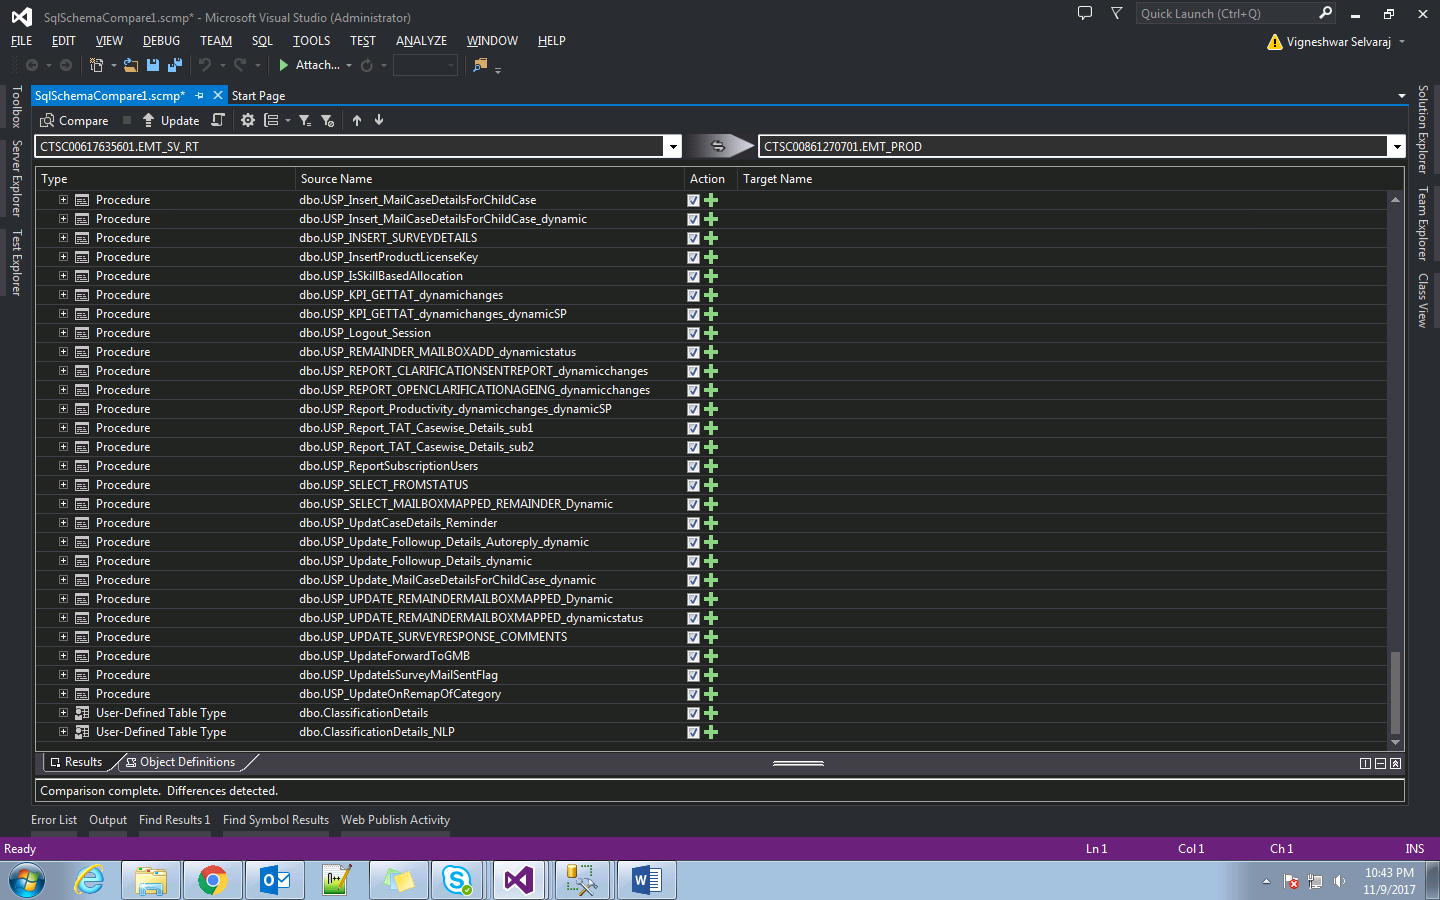 SqlSchemaCompare1.scmp* - Microsoft Visual Studio (Administrator)
Quick Launch (Ctrl+Q)
FILE EDIT VIEW DEBUG TEAM SQL TOOLS TEST ANALYZE WINDOW HELP
Vigneshwar Selvaraj
Attach...
SqlSchemaCompare1.scmp* Start Page
Compare Update
CTSC00617635601.EMT_SV_RT CTSC00861270701.EMT_PROD
Type Source Name Action Target Name
Procedure dbo.USP_Insert_MailCaseDetailsForChildCase
Procedure dbo.USP_Insert_MailCaseDetailsForChildCase_dynamic
Procedure dbo.USP_INSERT_SURVEYDETAILS
Procedure dbo.USP_InsertProductLicenseKey
Procedure dbo.USP_IsSkillBasedAllocation
Procedure dbo.USP_KPI_GETTAT_dynamichanges
Procedure dbo.USP_KPI_GETTAT_dynamichanges_dynamicSP
Procedure dbo.USP_Logout_Session
Procedure dbo.USP_REMAINDER_MAILBOXADD_dynamicstatus
Procedure dbo.USP_REPORT_CLARIFICATIONSENTREPORT_dynamicchanges
Procedure dbo.USP_REPORT_OPENCLARIFICATIONAGEING_dynamicchanges
Procedure dbo.USP_Report_Productivity_dynamicchanges_dynamicSP
Procedure dbo.USP_Report_TAT_Casewise_Details_sub1
Procedure dbo.USP_Report_TAT_Casewise_Details_sub2
Procedure dbo.USP_ReportSubscriptionUsers
Procedure dbo.USP_SELECT_FROMSTATUS
Procedure dbo.USP_SELECT_MAILBOXMAPPED_REMAINDER_Dynamic
Procedure dbo.USP_UpdatCaseDetails_Reminder
Procedure dbo.USP_Update_Followup_Details_Autoreply_dynamic
Procedure dbo.USP_Update_Followup_Details_dynamic
Procedure dbo.USP_Update_MailCaseDetailsForChildCase_dynamic
Procedure dbo.USP_UPDATE_REMAINDERMAILBOXMAPPED_Dynamic
Procedure dbo.USP_UPDATE_REMAINDERMAILBOXMAPPED_dynamicstatus
Procedure dbo.USP_UPDATE_SURVEYRESPONSE_COMMENTS
Procedure dbo.USP_UpdateForwardToGMB
Procedure dbo.USP_UpdateIsSurveyMailSentFlag
Procedure dbo.USP_UpdateOnRemapOfCategory
User-Defined Table Type dbo.ClassificationDetails
User-Defined Table Type dbo.ClassificationDetails_NLP
Results Object Definitions
Comparison complete. Differences detected.
Error List Output Find Results 1 Find Symbol Results Web Publish Activity
Ready Ln 1 Col 1 Ch 1 INS
10:43 PM
11/9/2017
Toolbox
Server Explorer
Test Explorer
Solution Explorer
Team Explorer
Class View